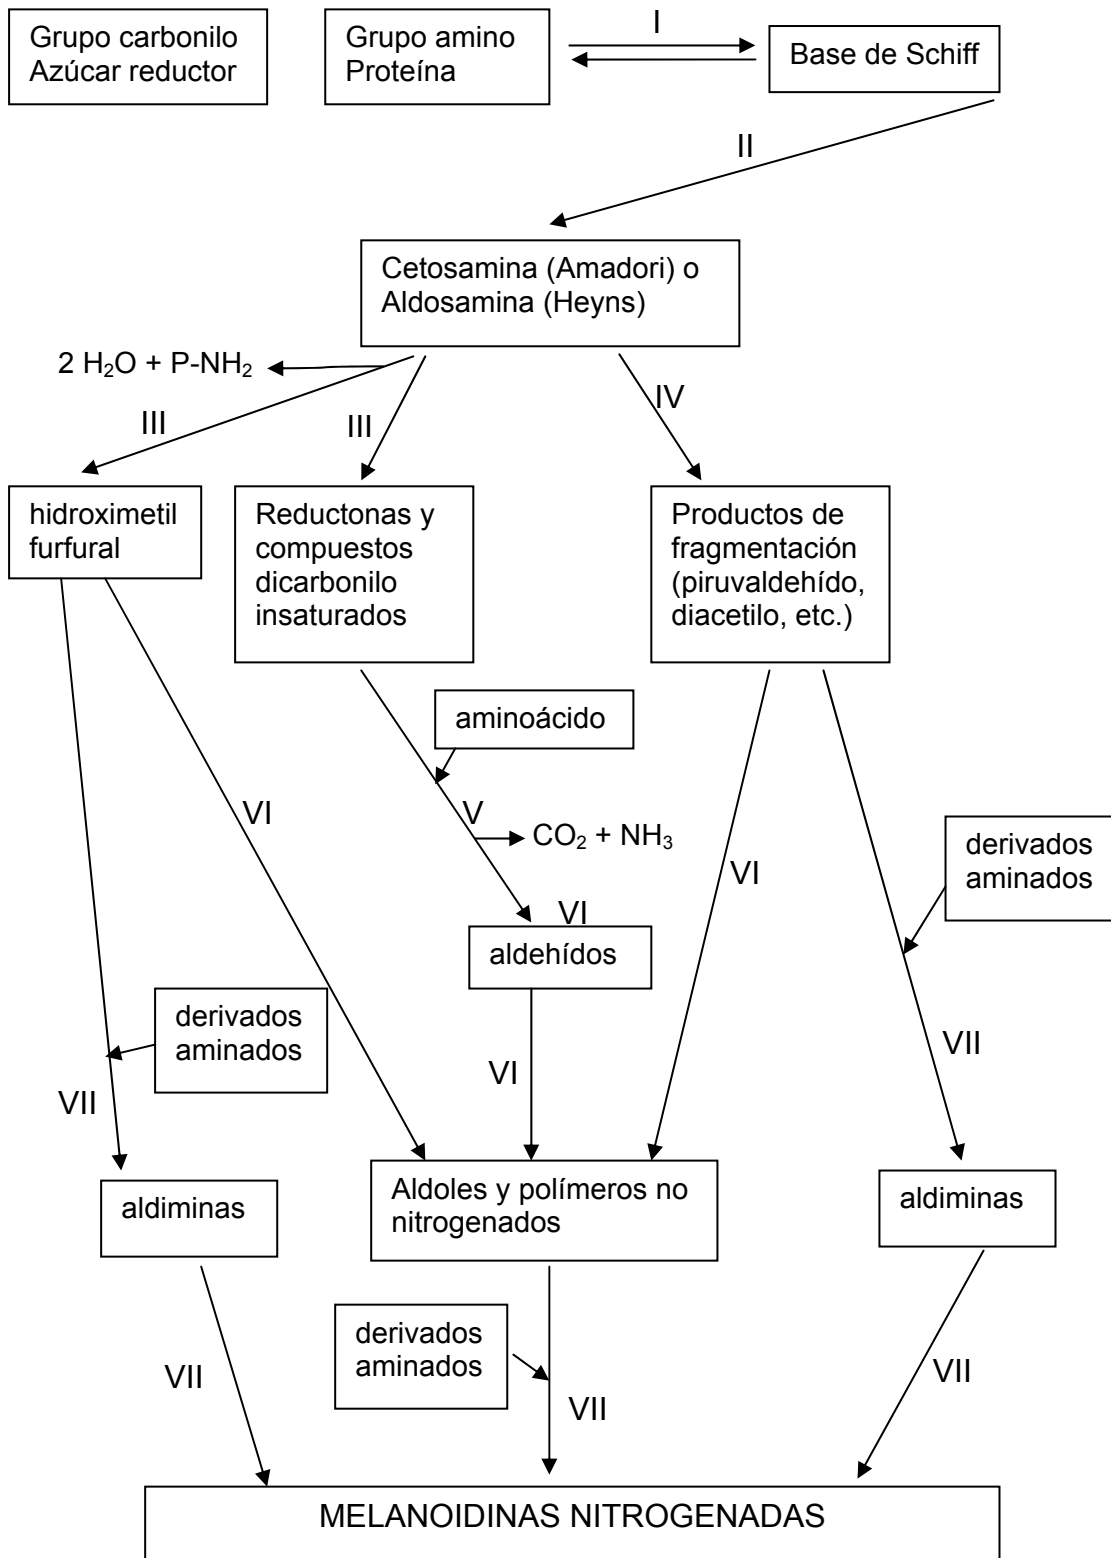 Grupo carbonilo
Azúcar reductor
Grupo amino
Proteína
I
Base de Schiff
II
Cetosamina (Amadori) o
Aldosamina (Heyns)
2 H₂O + P-NH₂
III
III
IV
hidroximetil
furfural
Reductonas y
compuestos
dicarbonilo
insaturados
Productos de
fragmentación
(piruvaldehído,
diacetilo, etc.)
aminoácido
VI
V
CO₂ + NH₃
VI
derivados
aminados
VI
aldehídos
derivados
aminados
VII
VI
VII
aldiminas
Aldoles y polímeros no
nitrogenados
aldiminas
derivados
aminados
VII
VII
VII
MELANOIDINAS NITROGENADAS